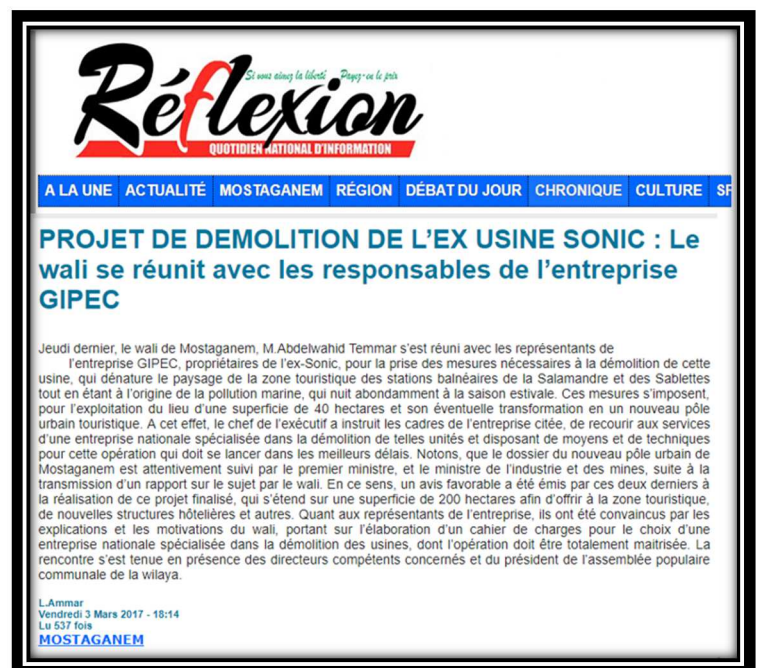 Si vous aimez la liberté Payez-en le prix
Réflexion
QUOTIDIEN NATIONAL D'INFORMATION
A LA UNE ACTUALITÉ MOSTAGANEM RÉGION DÉBAT DU JOUR CHRONIQUE CULTURE
PROJET DE DEMOLITION DE L'EX USINE SONIC : Le
wali se réunit avec les responsables de l'entreprise
GIPEC
Jeudi dernier, le wali de Mostaganem, M.Abdelwahid Temmar s'est réuni avec les représentants de
l'entreprise GIPEC, propriétaires de l'ex-Sonic, pour la prise des mesures nécessaires à la démolition de cette
usine, qui dénature le paysage de la zone touristique des stations balnéaires de la Salamandre et des Sablettes
tout en étant à l'origine de la pollution marine, qui nuit abondamment à la saison estivale. Ces mesures s'imposent,
pour l'exploitation du lieu d'une superficie de 40 hectares et son éventuelle transformation en un nouveau pôle
urbain touristique. A cet effet, le chef de l'exécutif a instruit les cadres de l'entreprise citée, de recourir aux services
d'une entreprise nationale spécialisée dans la démolition de telles unités et disposant de moyens et de techniques
pour cette opération qui doit se lancer dans les meilleurs délais. Notons, que le dossier du nouveau pôle urbain de
Mostaganem est attentivement suivi par le premier ministre, et le ministre de l'industrie et des mines, suite à la
transmission d'un rapport sur le sujet par le wali. En ce sens, un avis favorable a été émis par ces deux derniers à
la réalisation de ce projet finalisé, qui s'étend sur une superficie de 200 hectares afin d'offrir à la zone touristique,
de nouvelles structures hôtelières et autres. Quant aux représentants de l'entreprise, ils ont été convaincus par les
explications et les motivations du wali, portant sur l'élaboration d'un cahier de charges pour le choix d'une
entreprise nationale spécialisée dans la démolition des usines, dont l'opération doit être totalement maitrisée. La
rencontre s'est tenue en présence des directeurs compétents concernés et du président de l'assemblée populaire
communale de la wilaya.
L.Ammar
Vendredi 3 Mars 2017 - 18:14
Lu 537 fois
MOSTAGANEM